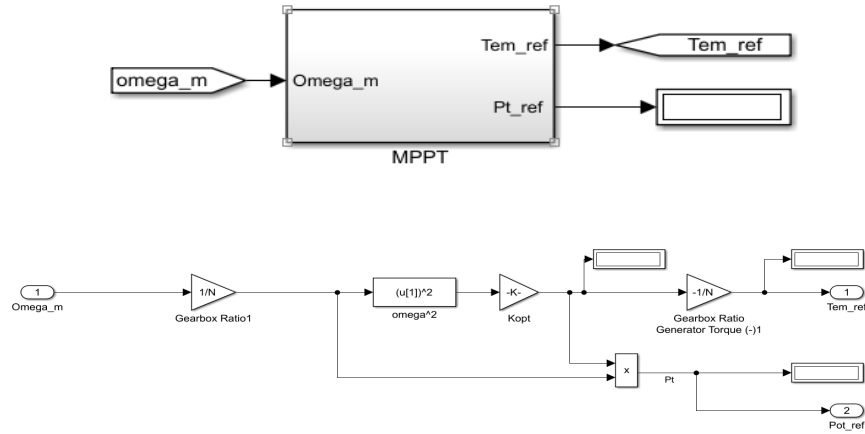 Tem_ref
Tem_ref
omega_m
Omega_m
Pt_ref
MPPT
1
Omega_m
1/N
Gearbox Ratio1
(u[1])^2
omega^2
-K-
Kopt
-1/N
Gearbox Ratio
Generator Torque (-)1
1
Tem_ref
x
Pt
2
Pot_ref